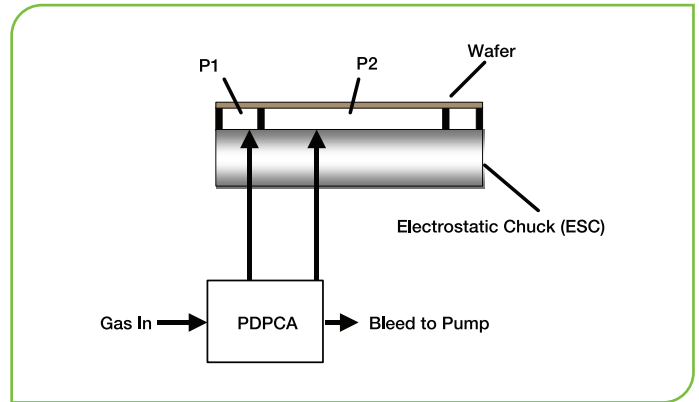 Wafer
P1
P2
Electrostatic Chuck (ESC)
Gas In
PDPCA
Bleed to Pump